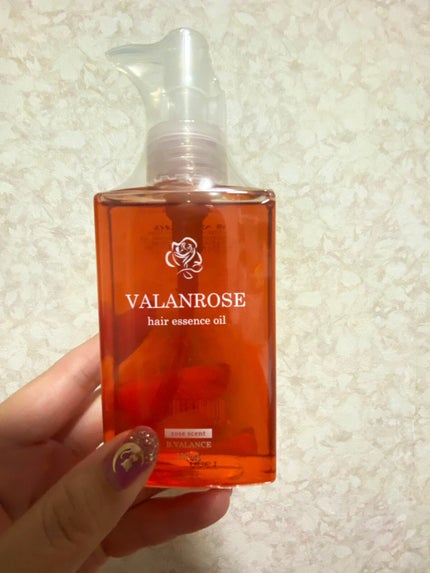 VALANROSE
hair essence oil
rose scent
B.VALANCE